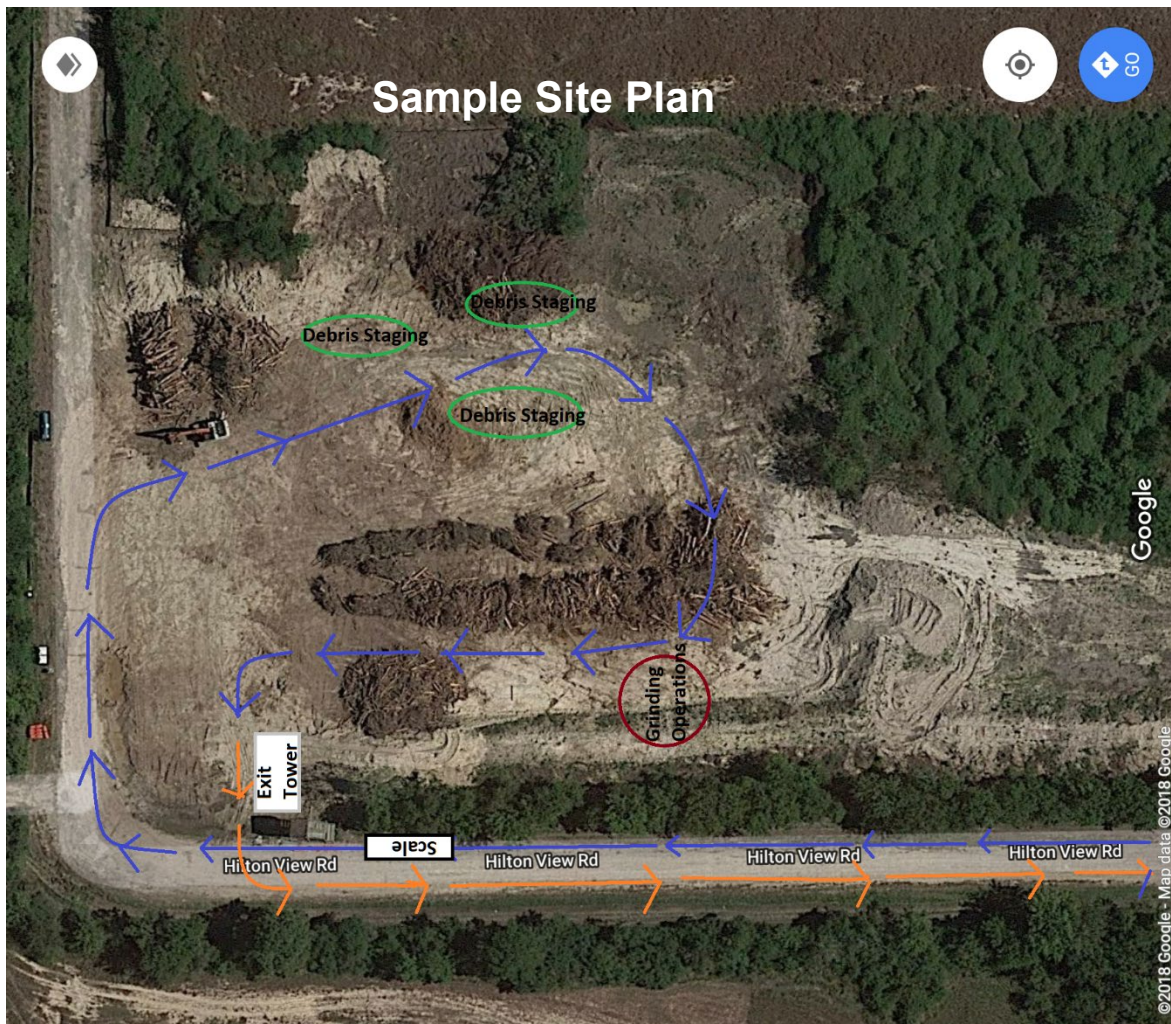 GO
Sample Site Plan
Debris Staging
Debris Staging
Debris Staging
Google
Grinding
Operations
Exit
Tower
Scale
Hilton View Rd
Hilton View Rd
Hilton View Rd
Hilton View Rd
©2018 Google - Map data ©2018 Google